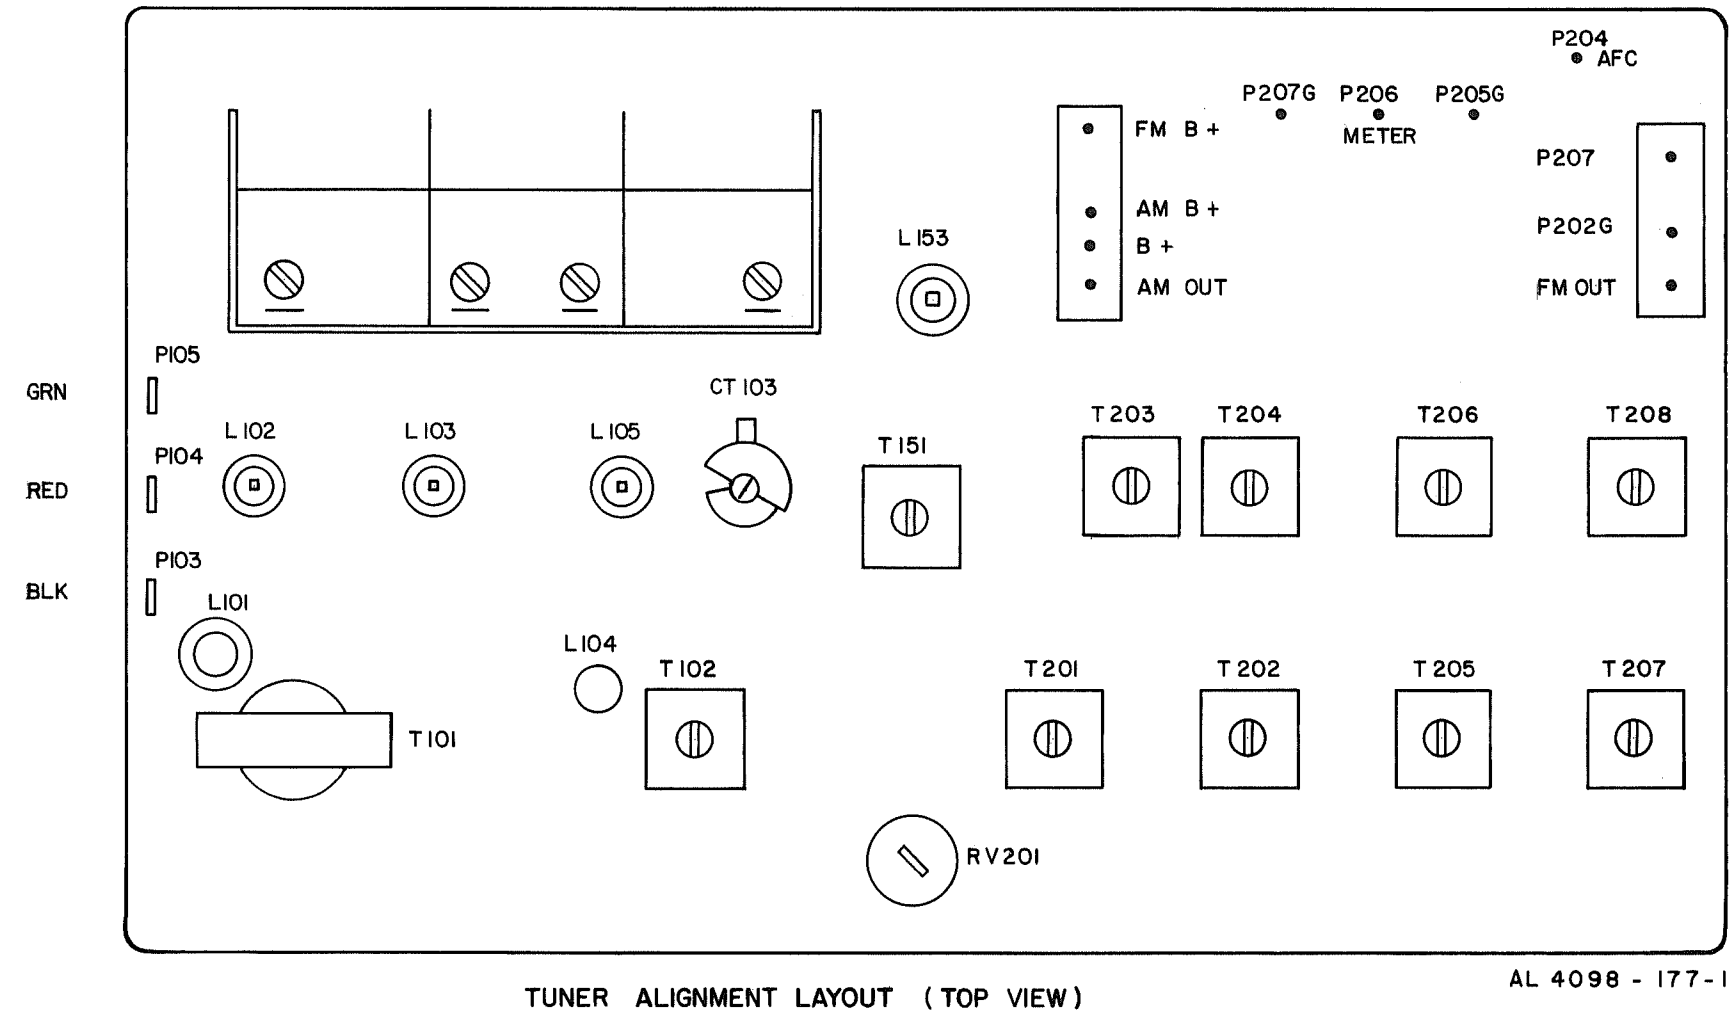 P204
AFC
P207G P206 P205G
METER
FM B+
P207
AM B+
P202G
L153
B+
AM OUT
FM OUT
P105
GRN
CT 103
L102 L103 L105
T203 T204 T206 T208
T151
P104
RED
P103
BLK
L101
L104
T102 T201 T202 T205 T207
T101
RV201
AL 4098 - 177-1
TUNER ALIGNMENT LAYOUT (TOP VIEW)